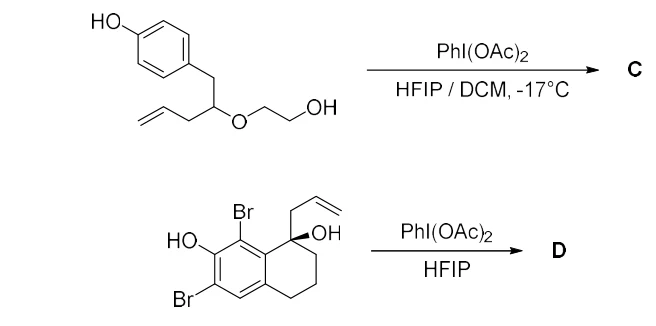 HO
PhI(OAc)₂
C
HFIP / DCM, -17°C
O
OH
Br
HO
OH
PhI(OAc)₂
D
HFIP
Br